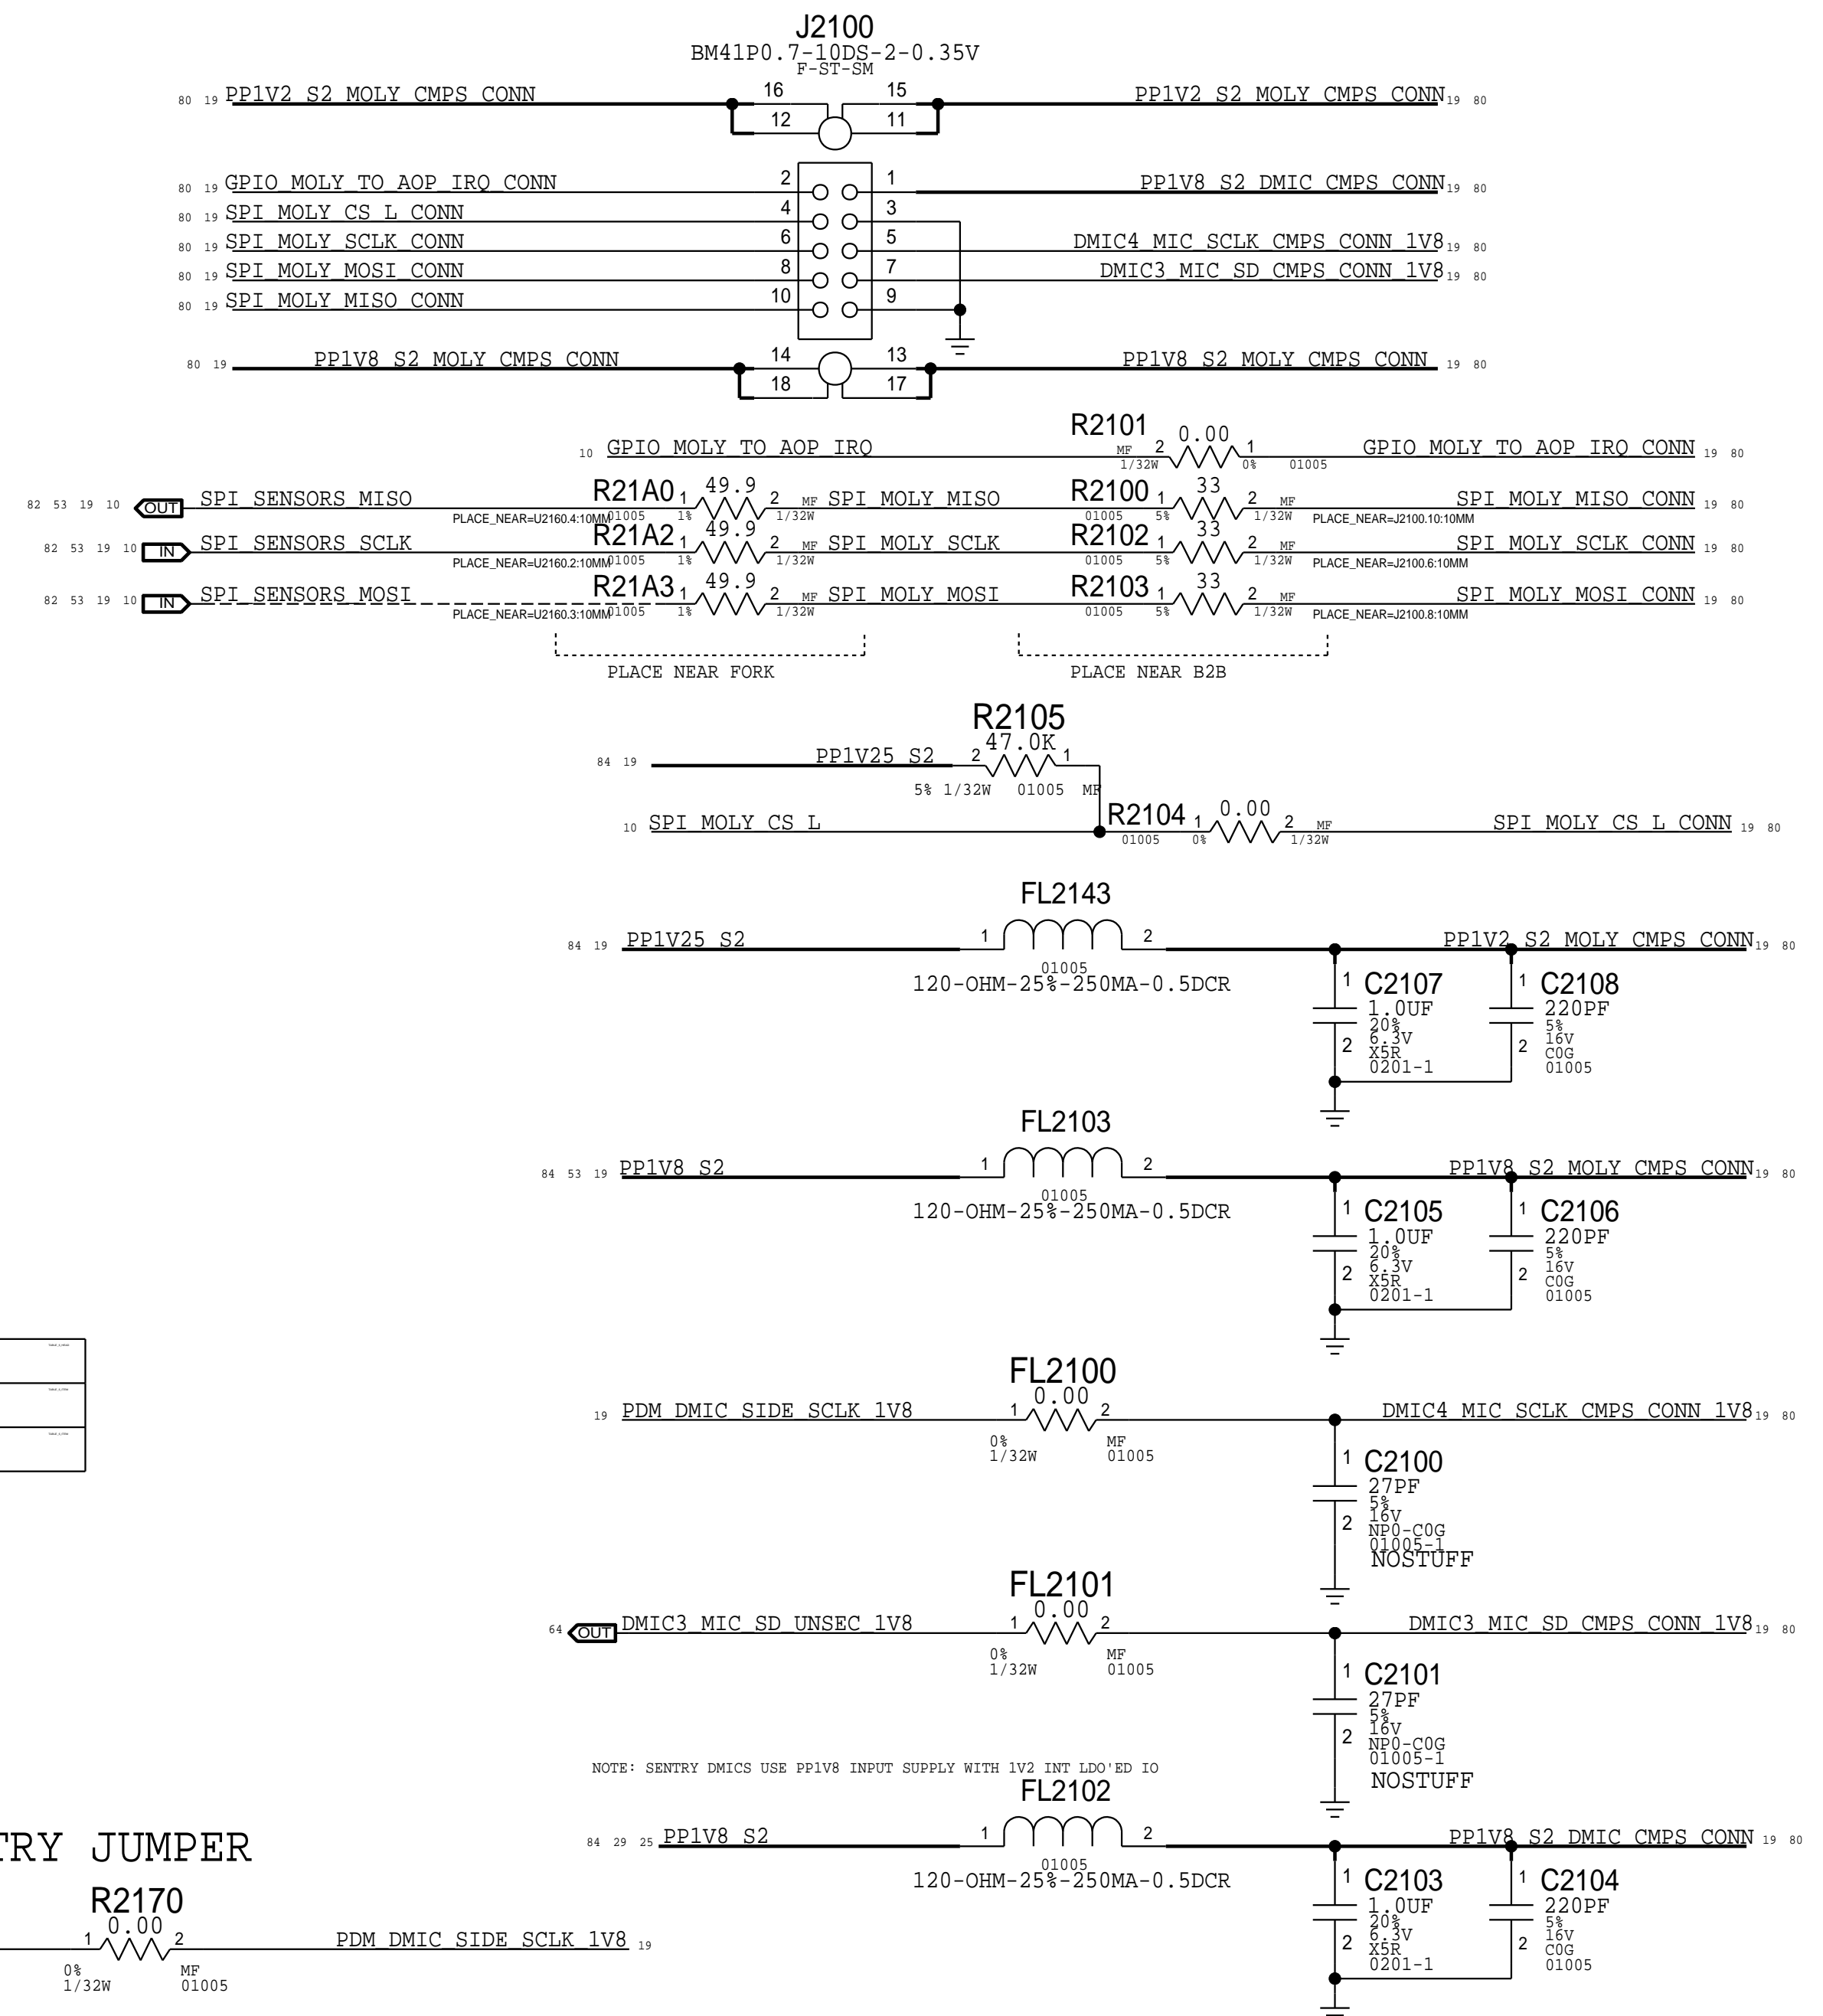 J2100
BM41P0.7-10DS-2-0.35V
F-ST-SM
80 19 PP1V2_S2_MOLY_CMPS_CONN 16 15 PP1V2_S2_MOLY_CMPS_CONN 19 80
12 11
80 19 GPIO_MOLY_TO_AOP_IRQ_CONN 2 1 PP1V8_S2_DMIC_CMPS_CONN 19 80
80 19 SPI_MOLY_CS_L_CONN 4 3
80 19 SPI_MOLY_SCLK_CONN 6 5 DMIC4_MIC_SCLK_CMPS_CONN_1V8 19 80
80 19 SPI_MOLY_MOSI_CONN 8 7 DMIC3_MIC_SD_CMPS_CONN_1V8 19 80
80 19 SPI_MOLY_MISO_CONN 10 9
80 19 PP1V8_S2_MOLY_CMPS_CONN 14 13 PP1V8_S2_MOLY_CMPS_CONN 19 80
18 17
R2101
10 GPIO_MOLY_TO_AOP_IRQ MF 2 0.00 1 GPIO_MOLY_TO_AOP_IRQ_CONN 19 80
1/32W 0% 01005
82 53 19 10 OUT SPI_SENSORS_MISO R21A0 1 49.9 2 MF SPI_MOLY_MISO R2100 1 33 2 MF SPI_MOLY_MISO_CONN 19 80
PLACE_NEAR=U2160.4:10MM 01005 1% 1/32W 01005 5% 1/32W PLACE_NEAR=J2100.10:10MM
82 53 19 10 IN SPI_SENSORS_SCLK R21A2 1 49.9 2 MF SPI_MOLY_SCLK R2102 1 33 2 MF SPI_MOLY_SCLK_CONN 19 80
PLACE_NEAR=U2160.2:10MM 01005 1% 1/32W 01005 5% 1/32W PLACE_NEAR=J2100.6:10MM
82 53 19 10 IN SPI_SENSORS_MOSI R21A3 1 49.9 2 MF SPI_MOLY_MOSI R2103 1 33 2 MF SPI_MOLY_MOSI_CONN 19 80
PLACE_NEAR=U2160.3:10MM 01005 1% 1/32W 01005 5% 1/32W PLACE_NEAR=J2100.8:10MM
PLACE NEAR FORK PLACE NEAR B2B
R2105
84 19 PP1V25_S2 2 47.0K 1
5% 1/32W 01005 MF
10 SPI_MOLY_CS_L R2104 1 0.00 2 MF SPI_MOLY_CS_L_CONN 19 80
01005 0% 1/32W
FL2143
84 19 PP1V25_S2 1 2 PP1V2_S2_MOLY_CMPS_CONN 19 80
01005
120-OHM-25%-250MA-0.5DCR
1 C2107 1 C2108
1.0UF 220PF
20% 5%
6.3V 16V
2 X5R 2 C0G
0201-1 01005
FL2103
84 53 19 PP1V8_S2 1 2 PP1V8_S2_MOLY_CMPS_CONN 19 80
01005
120-OHM-25%-250MA-0.5DCR
1 C2105 1 C2106
1.0UF 220PF
20% 5%
6.3V 16V
2 X5R 2 C0G
0201-1 01005
FL2100
19 PDM_DMIC_SIDE_SCLK_1V8 1 0.00 2 DMIC4_MIC_SCLK_CMPS_CONN_1V8 19 80
0% MF
1/32W 01005
1 C2100
27PF
5%
16V
2 NP0-C0G
01005-1
NOSTUFF
FL2101
64 OUT DMIC3_MIC_SD_UNSEC_1V8 1 0.00 2 DMIC3_MIC_SD_CMPS_CONN_1V8 19 80
0% MF
1/32W 01005
1 C2101
27PF
5%
16V
2 NP0-C0G
01005-1
NOSTUFF
NOTE: SENTRY DMICS USE PP1V8 INPUT SUPPLY WITH 1V2 INT LDO'ED IO
FL2102
84 29 25 PP1V8_S2 1 2 PP1V8_S2_DMIC_CMPS_CONN 19 80
01005
120-OHM-25%-250MA-0.5DCR
1 C2103 1 C2104
1.0UF 220PF
20% 5%
6.3V 16V
2 X5R 2 C0G
0201-1 01005
TRY JUMPER
R2170
1 0.00 2 PDM_DMIC_SIDE_SCLK_1V8 19
0% MF
1/32W 01005